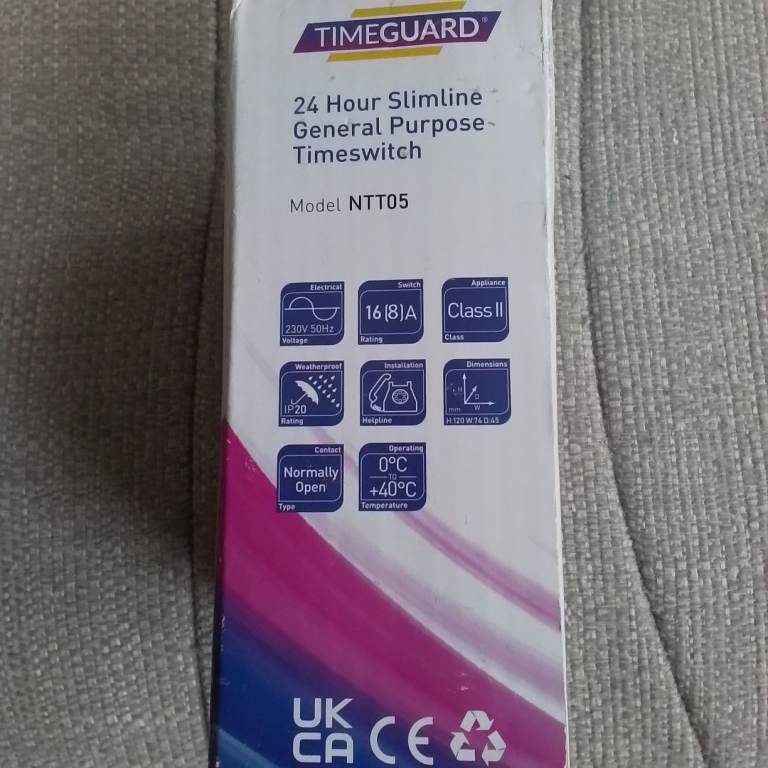 TIMEGUARD®
24 Hour Slimline
General Purpose
Timeswitch
Model NTT05
Electrical
230V 50Hz
Voltage
Switch
16(8)A
Rating
Appliance
Class II
Class
Weatherproof
IP20
Rating
Installation
Helpline
Dimensions
H
D
mm W
H:120 W:74 D:45
Contact
Normally
Open
Type
Operating
0°C
TO
+40°C
Temperature
UK
CA CE